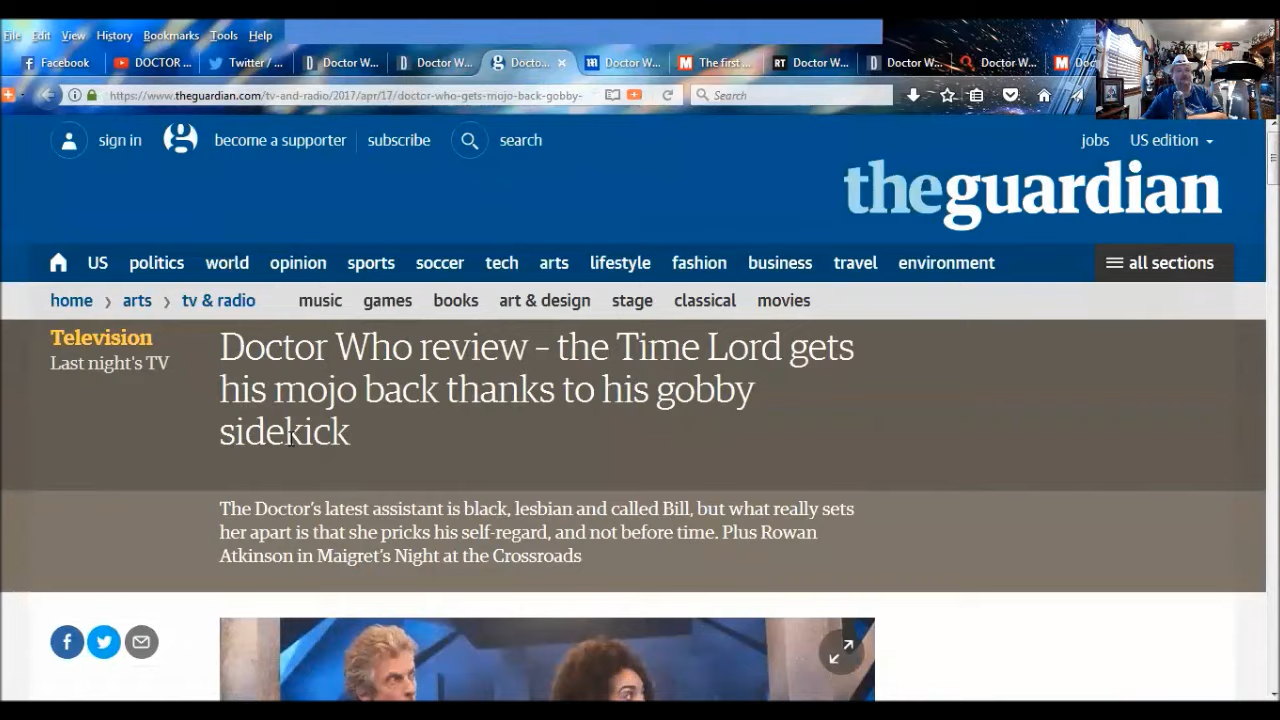 File Edit View History Bookmarks Tools Help
Facebook DOCTOR ... Twitter / ... Doctor W... Doctor W... Docto... Doctor W... The first ... Doctor W... Doctor W... Doctor W... Docto
https://www.theguardian.com/tv-and-radio/2017/apr/17/doctor-who-gets-mojo-back-gobby- Search
sign in become a supporter subscribe search jobs US edition
theguardian
US politics world opinion sports soccer tech arts lifestyle fashion business travel environment all sections
home › arts › tv & radio music games books art & design stage classical movies
Television
Last night's TV
Doctor Who review – the Time Lord gets
his mojo back thanks to his gobby
sidekick
The Doctor's latest assistant is black, lesbian and called Bill, but what really sets
her apart is that she pricks his self-regard, and not before time. Plus Rowan
Atkinson in Maigret's Night at the Crossroads